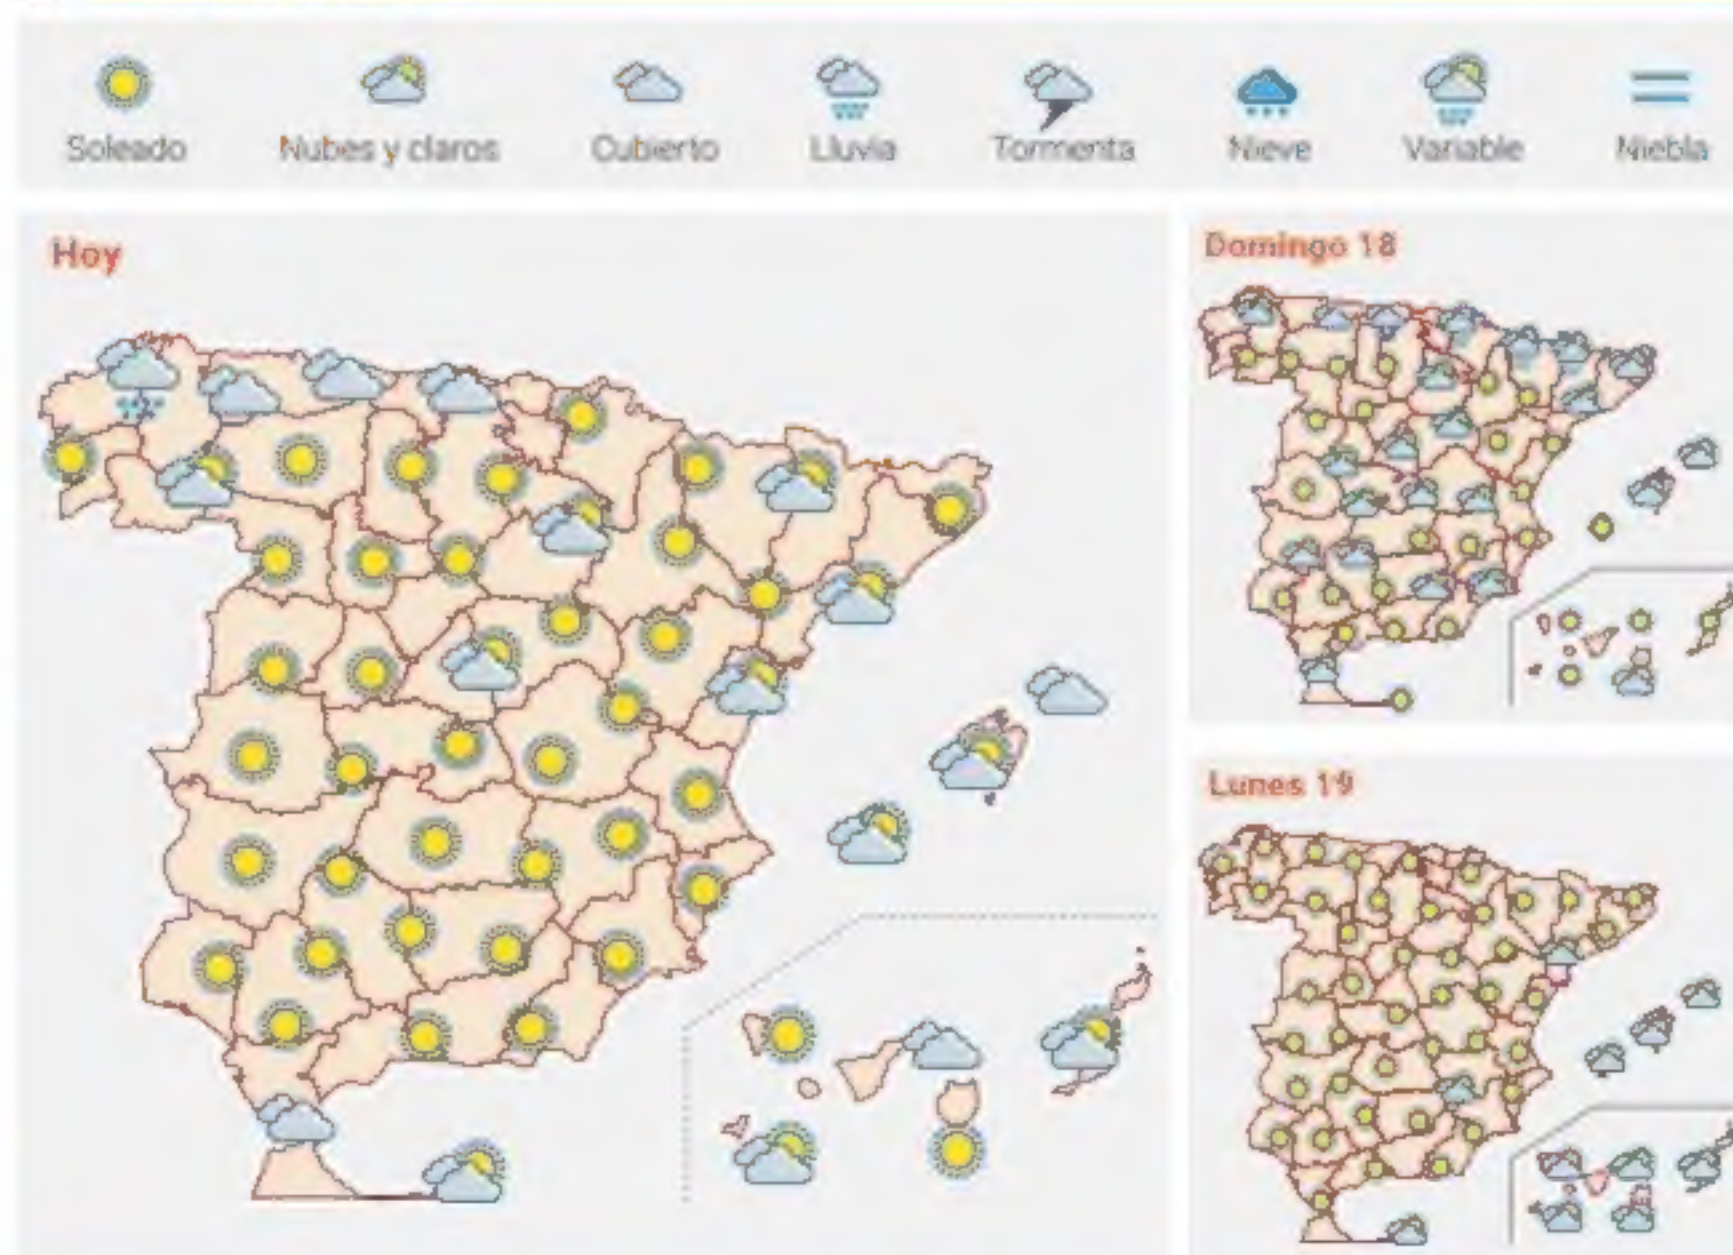 Soleado Nubes y claros Cubierto Lluvia Tormenta Nieve Variable Niebla
Hoy
Domingo 18
Lunes 19